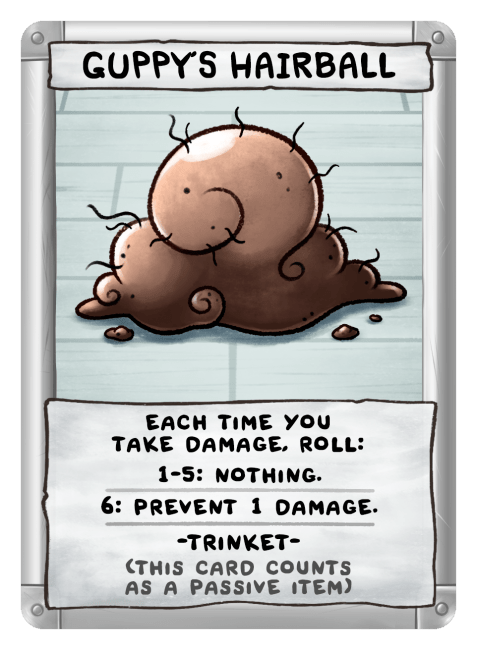 GUPPY'S HAIRBALL
EACH TIME YOU
TAKE DAMAGE, ROLL:
1-5: NOTHING.
6: PREVENT 1 DAMAGE.
-TRINKET-
(THIS CARD COUNTS
AS A PASSIVE ITEM)